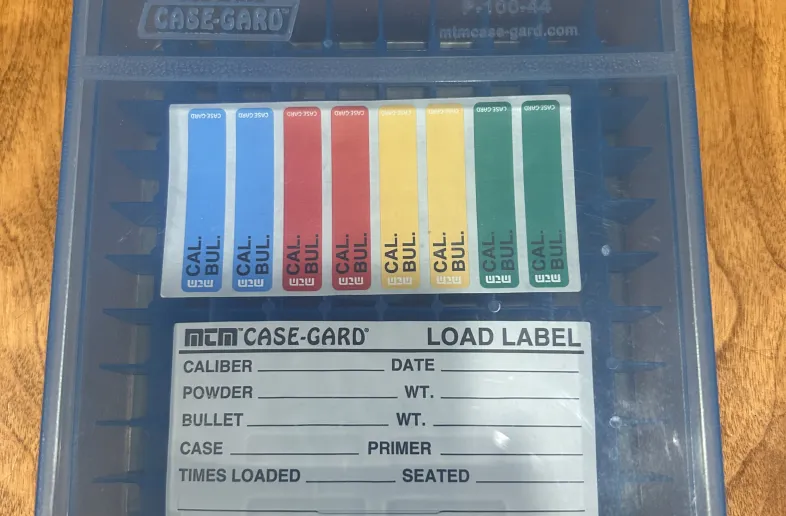 CASE-GARD®
P-100-44
mtmcase-gard.com
CASE-GARD CASE-GARD CASE-GARD CASE-GARD CASE-GARD CASE-GARD CASE-GARD CASE-GARD
CAL. CAL. CAL. CAL. CAL. CAL. CAL. CAL.
BUL. BUL. BUL. BUL. BUL. BUL. BUL. BUL.
MTM MTM MTM MTM MTM MTM MTM MTM
MTM™ CASE-GARD® LOAD LABEL
CALIBER DATE
POWDER WT.
BULLET WT.
CASE PRIMER
TIMES LOADED SEATED